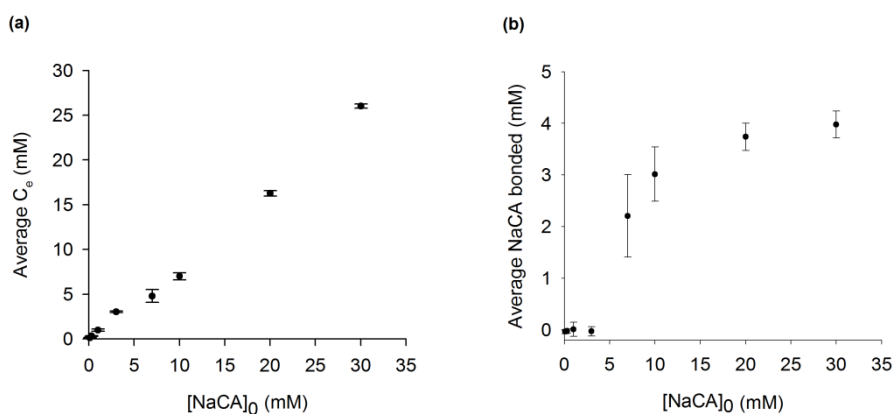 (a)
Average Cₑ (mM)
30
25
20
15
10
5
0
0 5 10 15 20 25 30 35
[NaCA]₀ (mM)
(b)
Average NaCA bonded (mM)
5
4
3
2
1
0
0 5 10 15 20 25 30 35
[NaCA]₀ (mM)